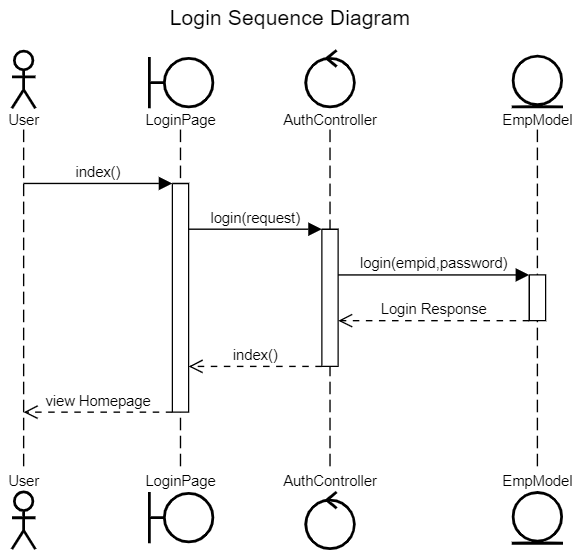 Login Sequence Diagram
User
LoginPage
AuthController
EmpModel
index()
login(request)
login(empid,password)
Login Response
index()
view Homepage
User
LoginPage
AuthController
EmpModel